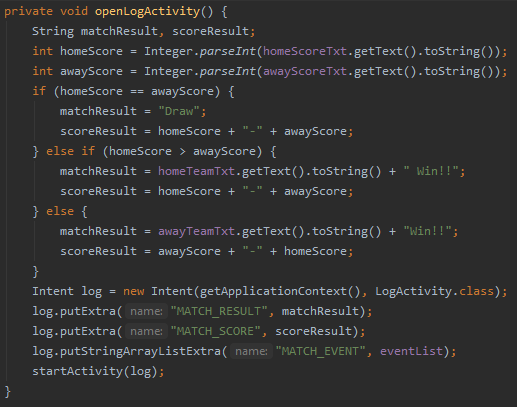 private void openLogActivity() {
    String matchResult, scoreResult;
    int homeScore = Integer.parseInt(homeScoreTxt.getText().toString());
    int awayScore = Integer.parseInt(awayScoreTxt.getText().toString());
    if (homeScore == awayScore) {
        matchResult = "Draw";
        scoreResult = homeScore + "-" + awayScore;
    } else if (homeScore > awayScore) {
        matchResult = homeTeamTxt.getText().toString() + " Win!!";
        scoreResult = homeScore + "-" + awayScore;
    } else {
        matchResult = awayTeamTxt.getText().toString() + "Win!!";
        scoreResult = awayScore + "-" + homeScore;
    }
    Intent log = new Intent(getApplicationContext(), LogActivity.class);
    log.putExtra( name: "MATCH_RESULT", matchResult);
    log.putExtra( name: "MATCH_SCORE", scoreResult);
    log.putStringArrayListExtra( name: "MATCH_EVENT", eventList);
    startActivity(log);
}